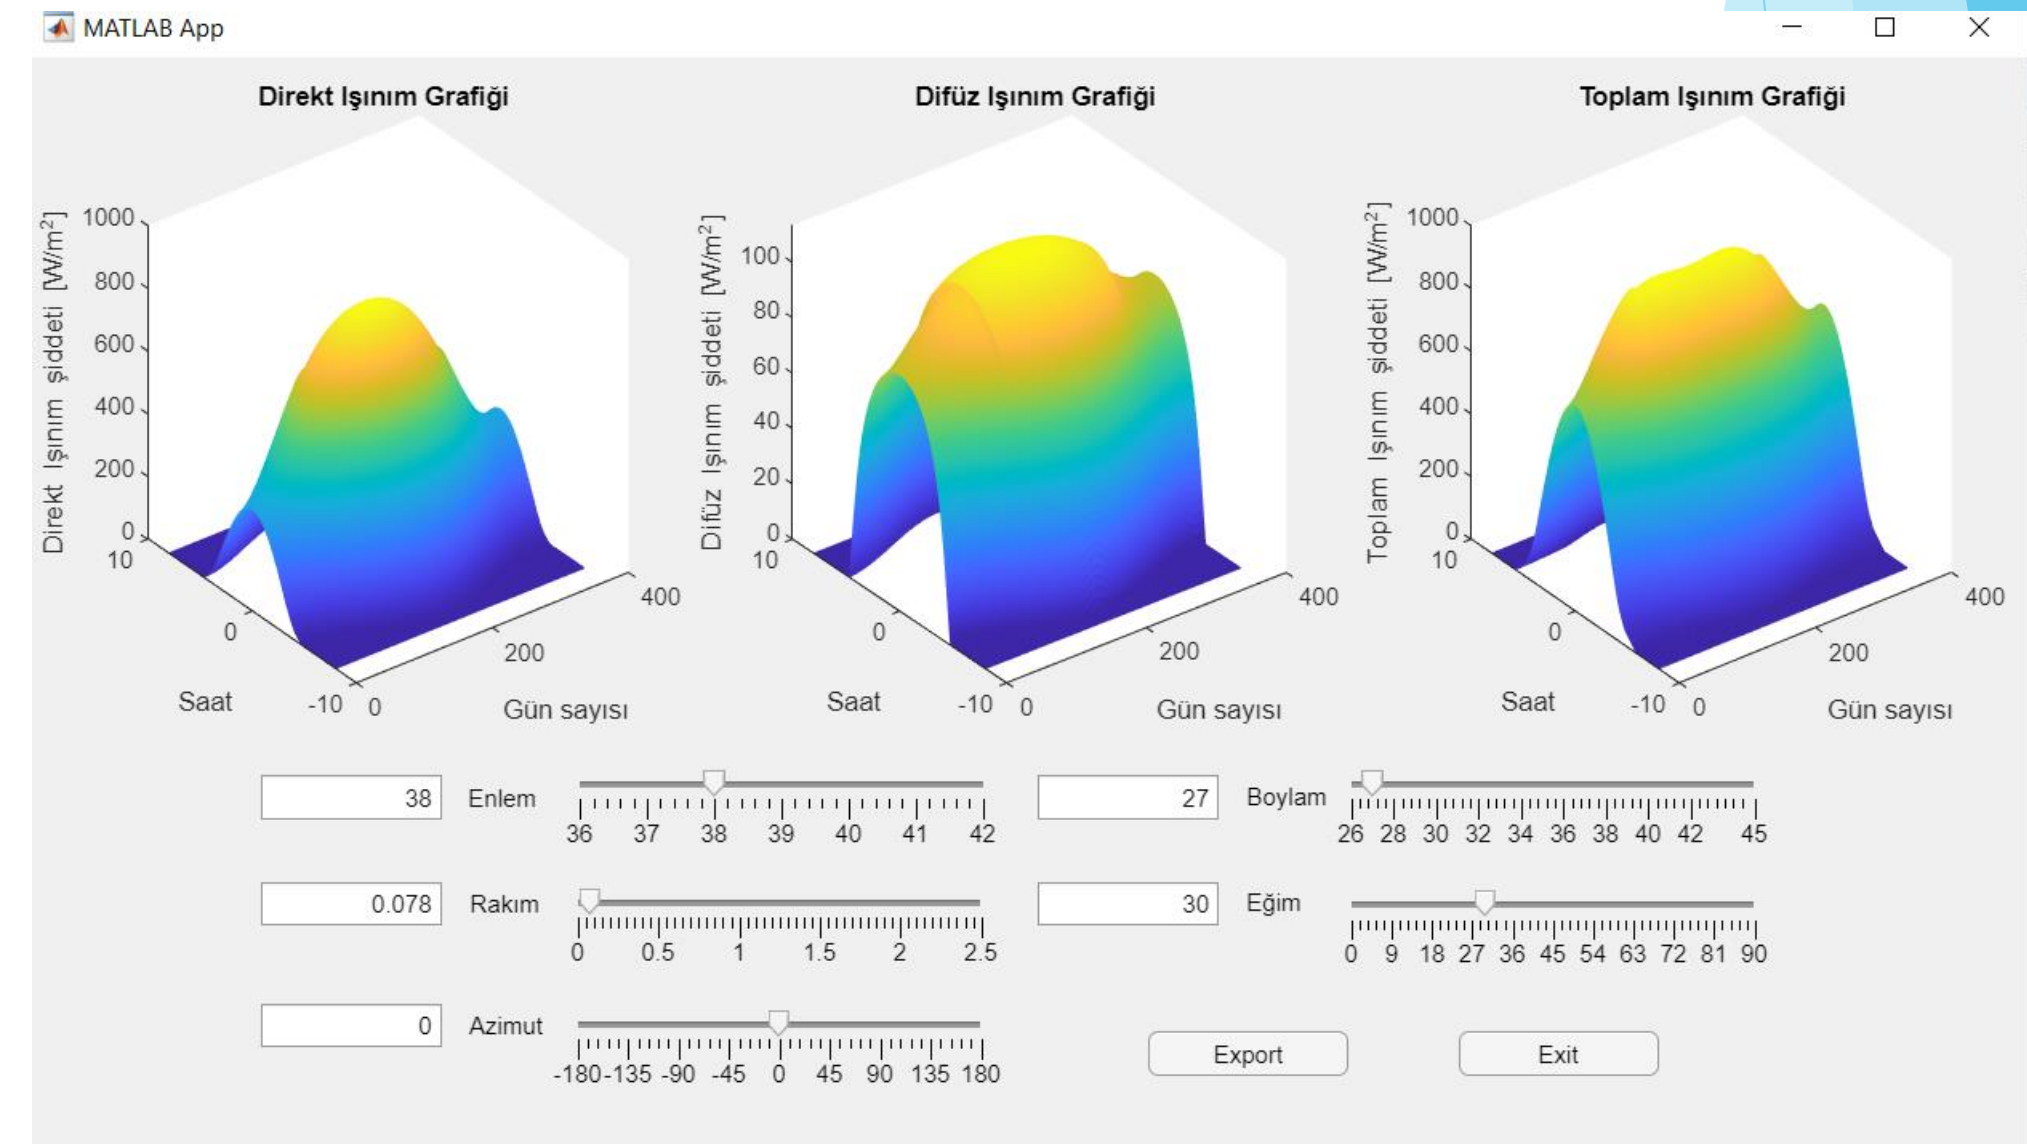 MATLAB App
Direkt Işınım Grafiği
Direkt Işınım şiddeti [W/m²]
1000
800
600
400
200
0
10
0
-10
Saat
0
200
400
Gün sayısı
Difüz Işınım Grafiği
Difüz Işınım şiddeti [W/m²]
100
80
60
40
20
0
10
0
-10
Saat
0
200
400
Gün sayısı
Toplam Işınım Grafiği
Toplam Işınım şiddeti [W/m²]
1000
800
600
400
200
0
10
0
-10
Saat
0
200
400
Gün sayısı
38 Enlem
36 37 38 39 40 41 42
27 Boylam
26 28 30 32 34 36 38 40 42 45
0.078 Rakım
0 0.5 1 1.5 2 2.5
30 Eğim
0 9 18 27 36 45 54 63 72 81 90
0 Azimut
-180 -135 -90 -45 0 45 90 135 180
Export
Exit